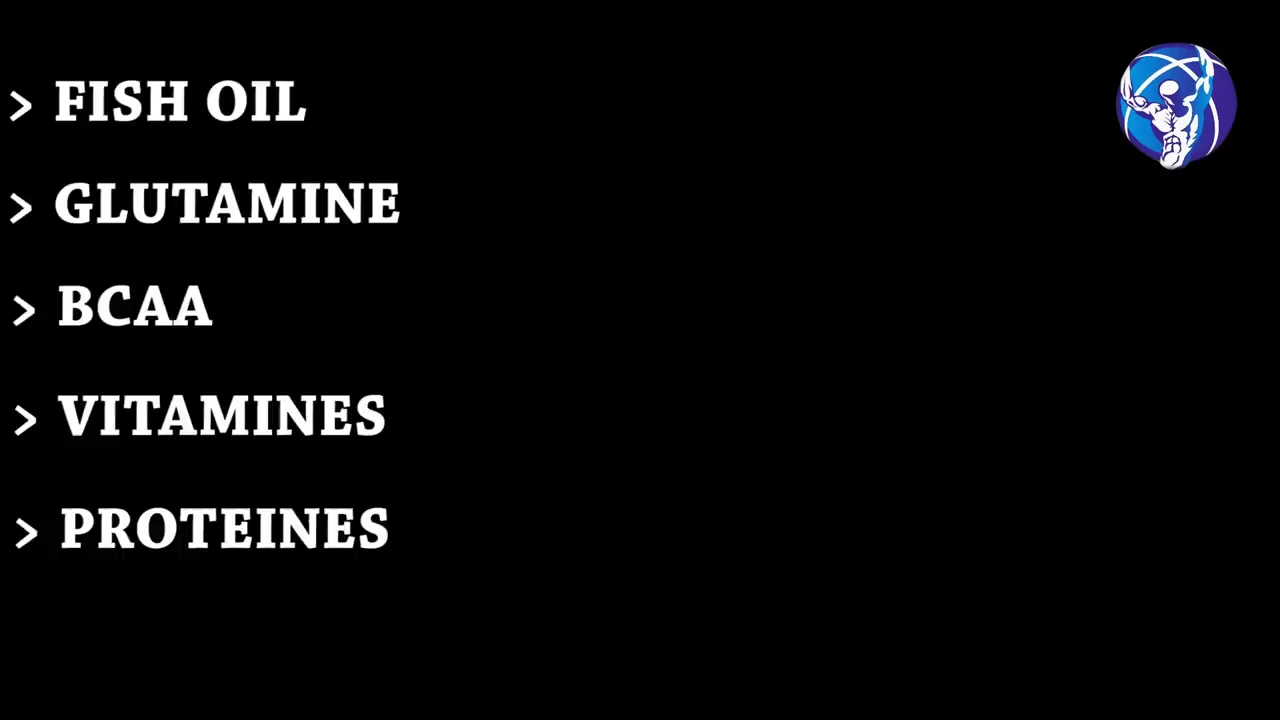 > FISH OIL
> GLUTAMINE
> BCAA
> VITAMINES
> PROTEINES